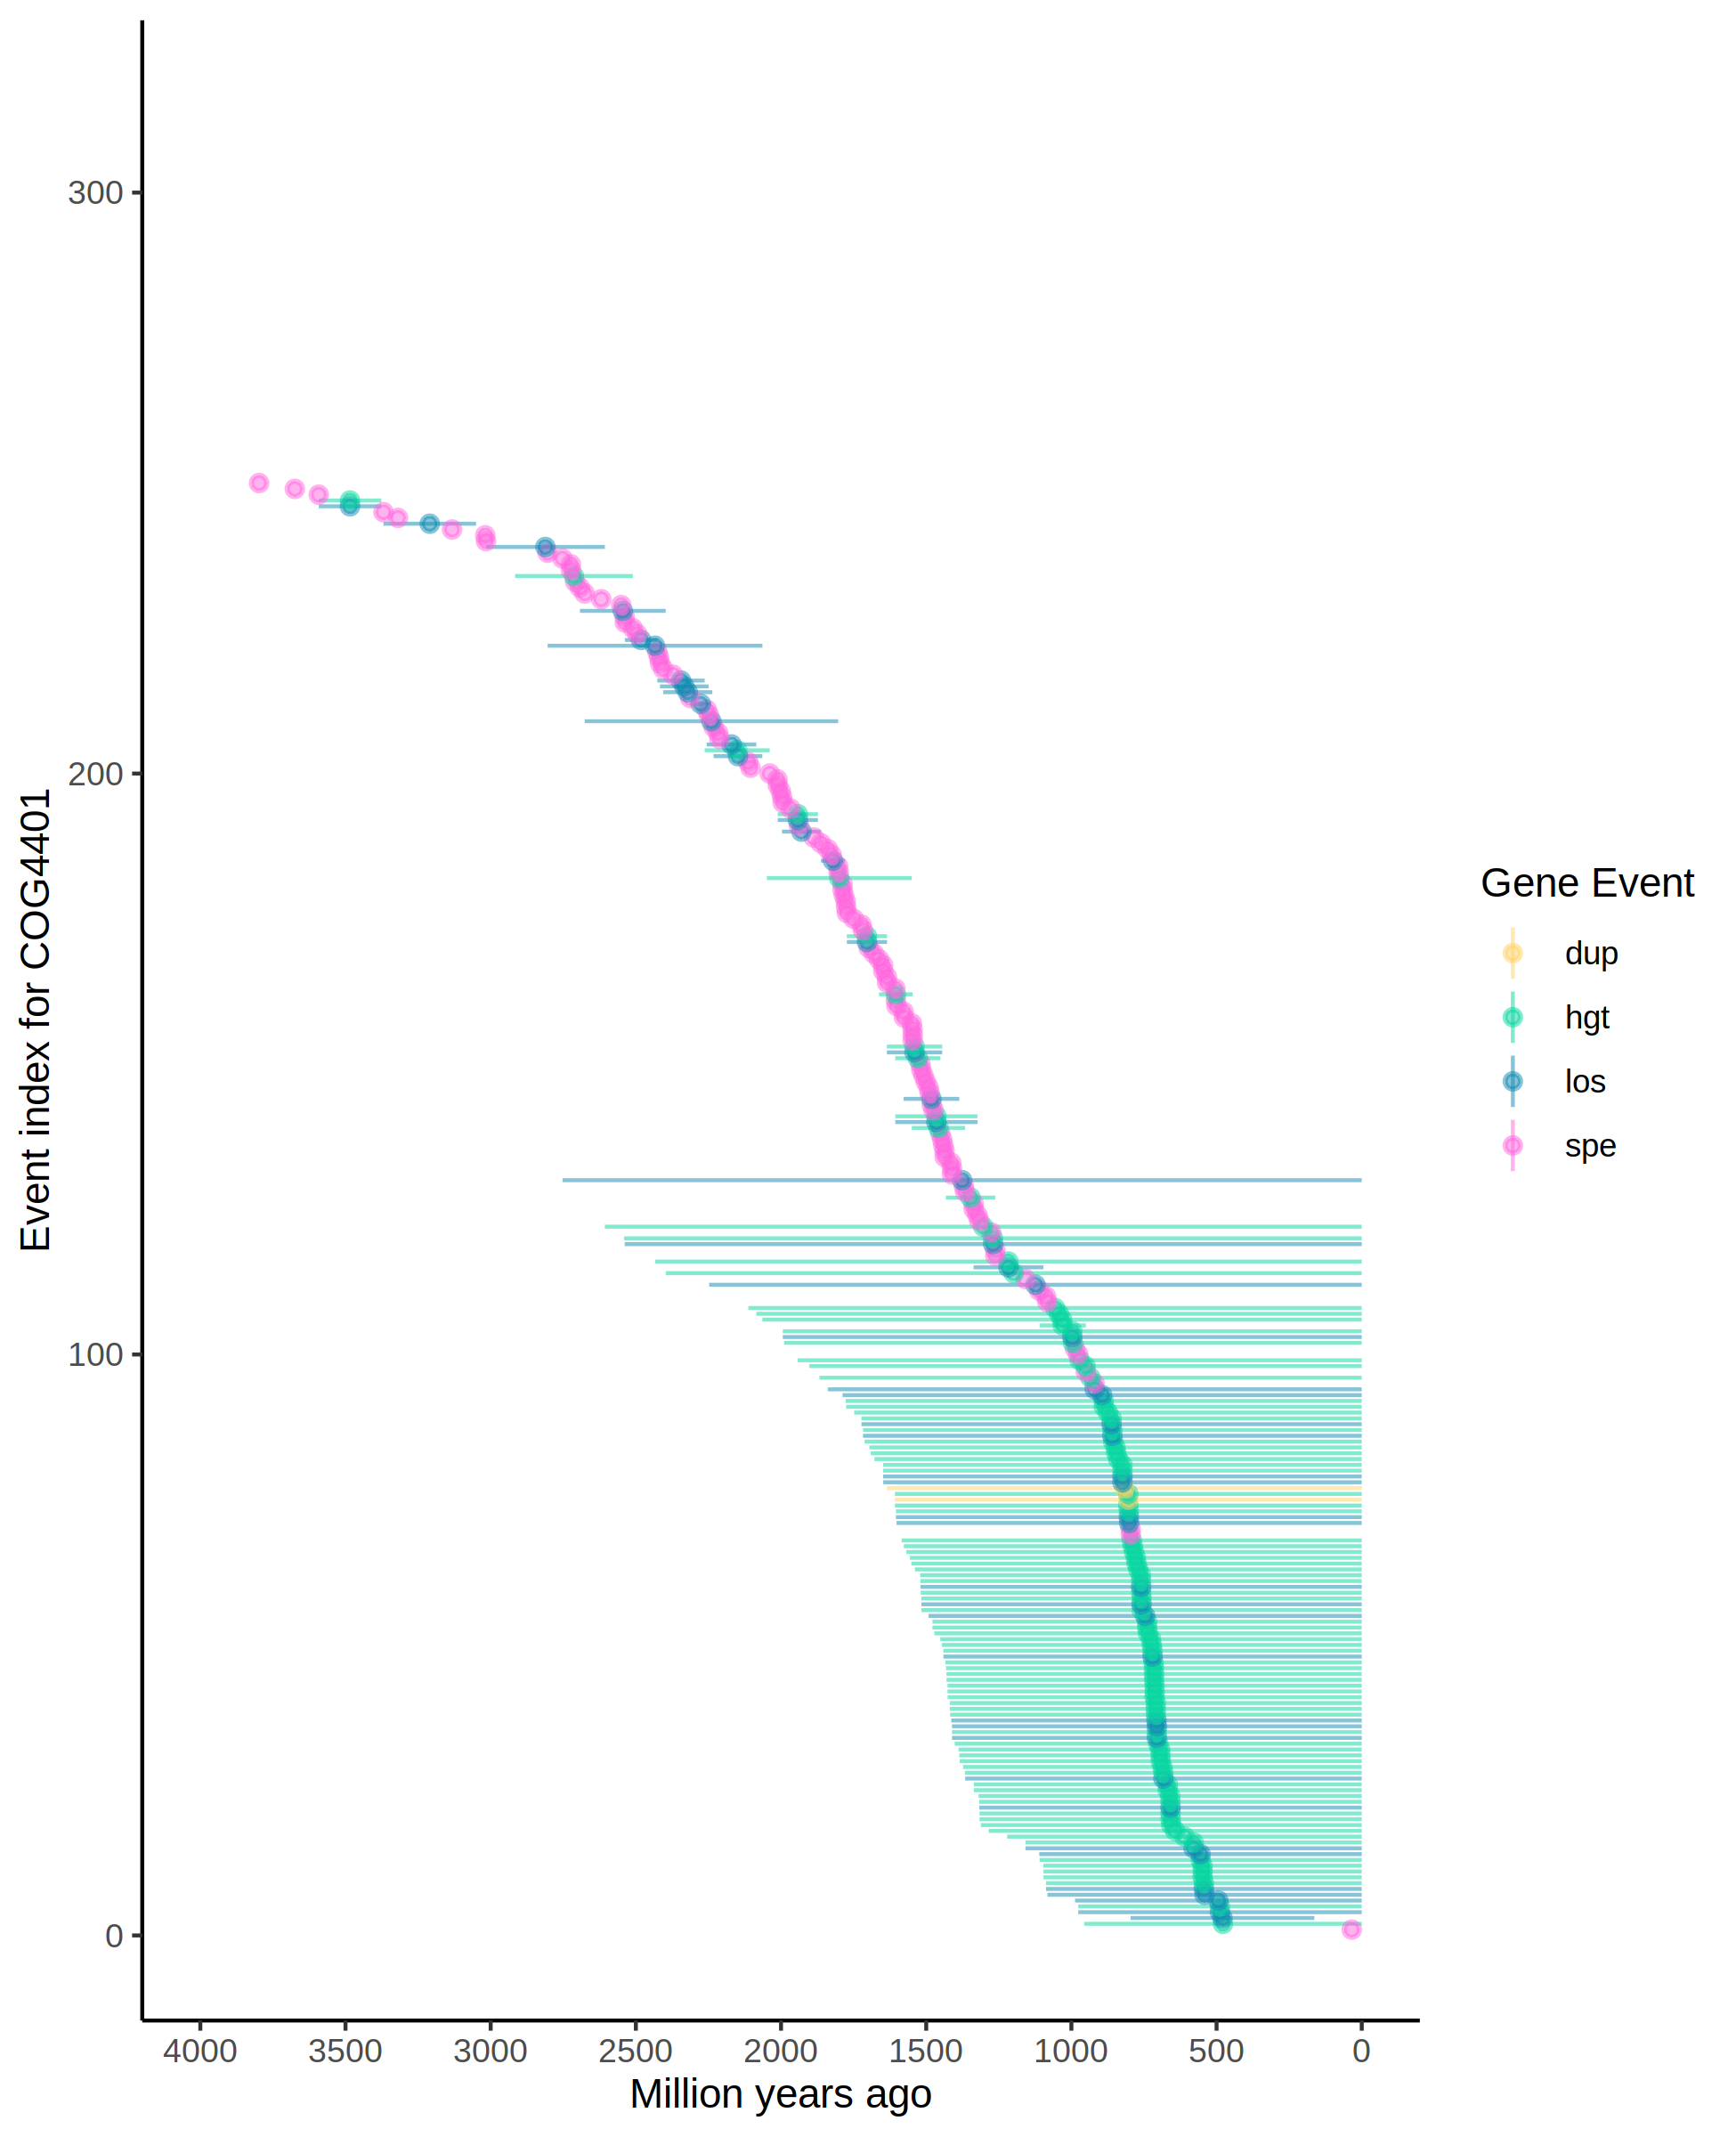 Event index for COG4401
300
200
100
0
4000 3500 3000 2500 2000 1500 1000 500 0
Million years ago
Gene Event
dup
hgt
los
spe